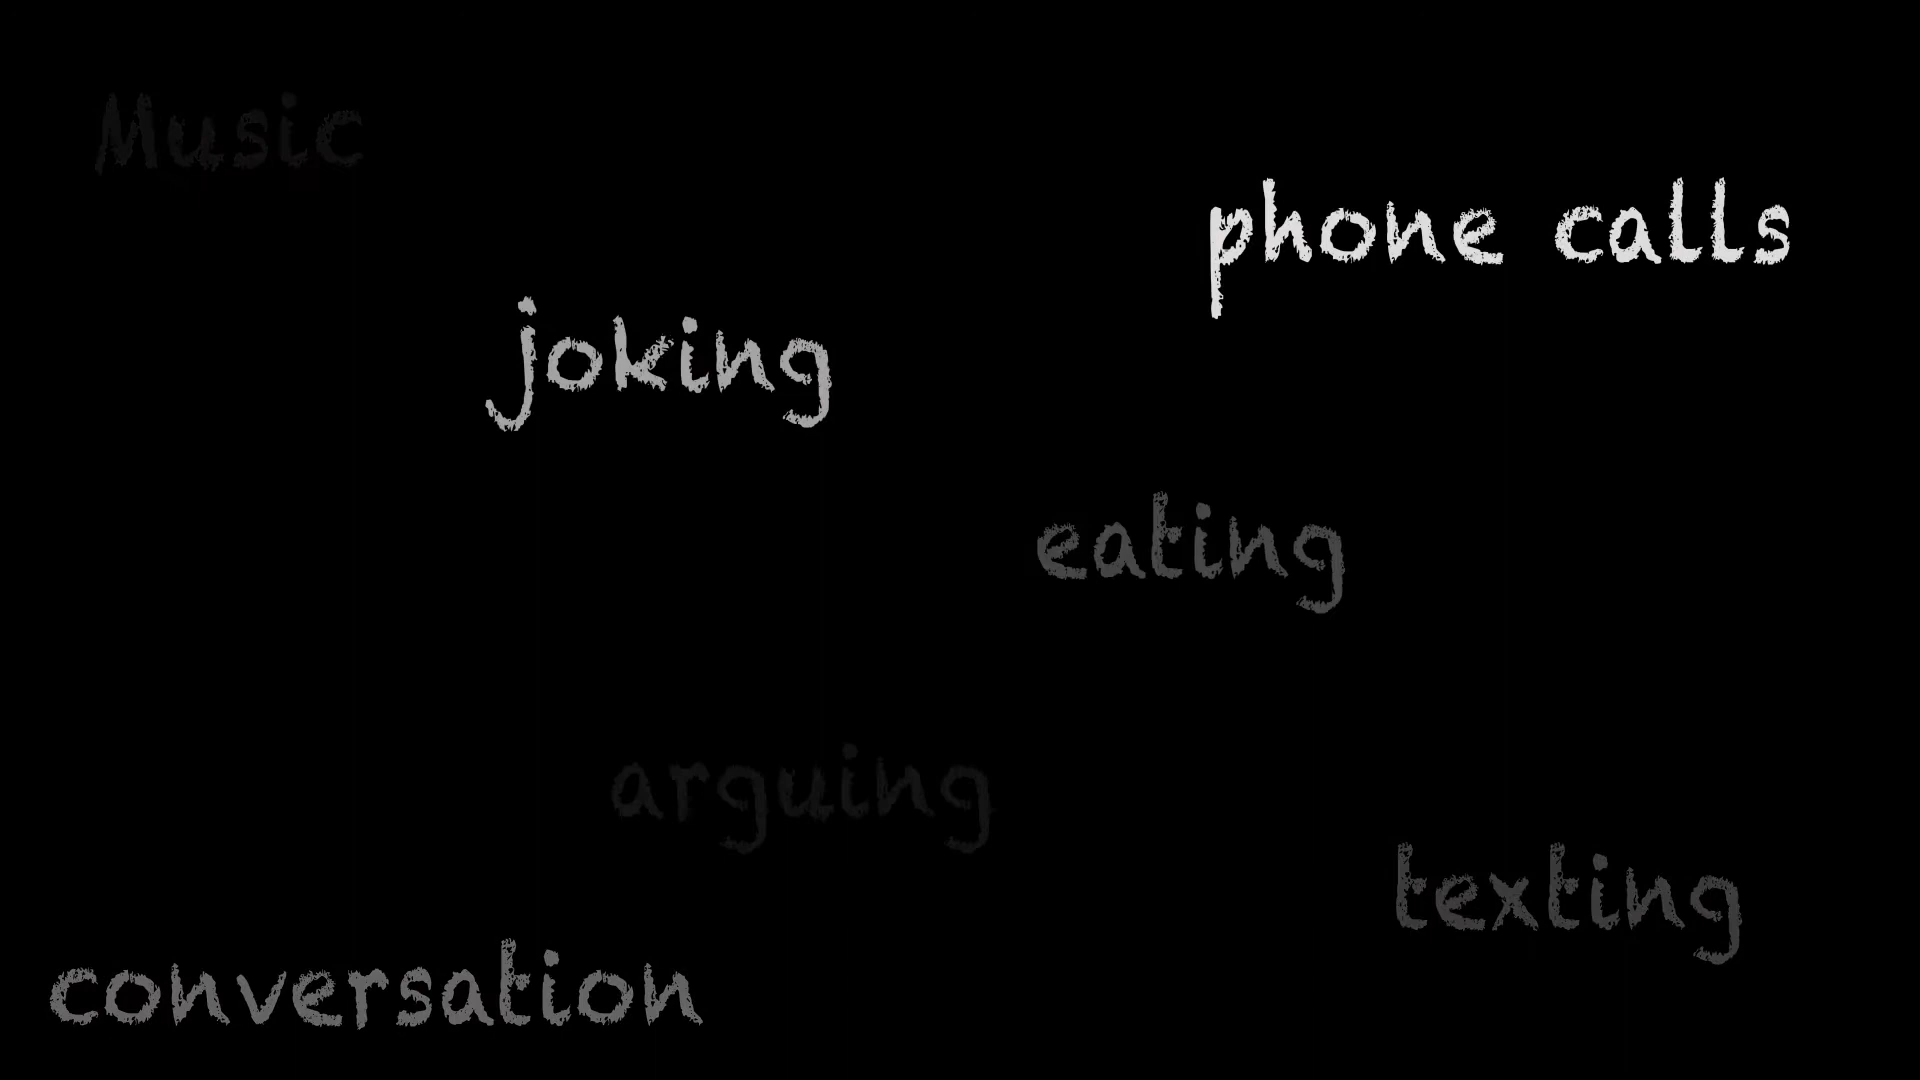 Music
phone calls
joking
eating
arguing
texting
conversation